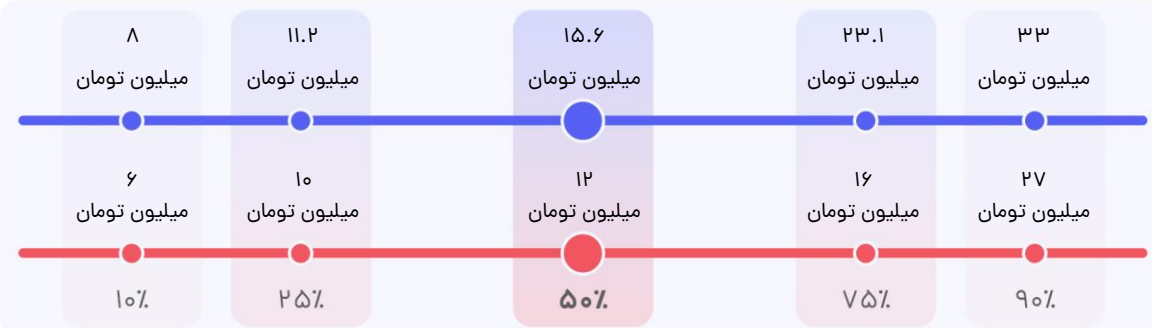 ۸ ۱۱.۲ ۱۵.۶ ۲۳.۱ ۳۳
میلیون تومان میلیون تومان میلیون تومان میلیون تومان میلیون تومان
۶ ۱۰ ۱۲ ۱۶ ۲۷
میلیون تومان میلیون تومان میلیون تومان میلیون تومان میلیون تومان
۱۰٪ ۲۵٪ ۵۰٪ ۷۵٪ ۹۰٪